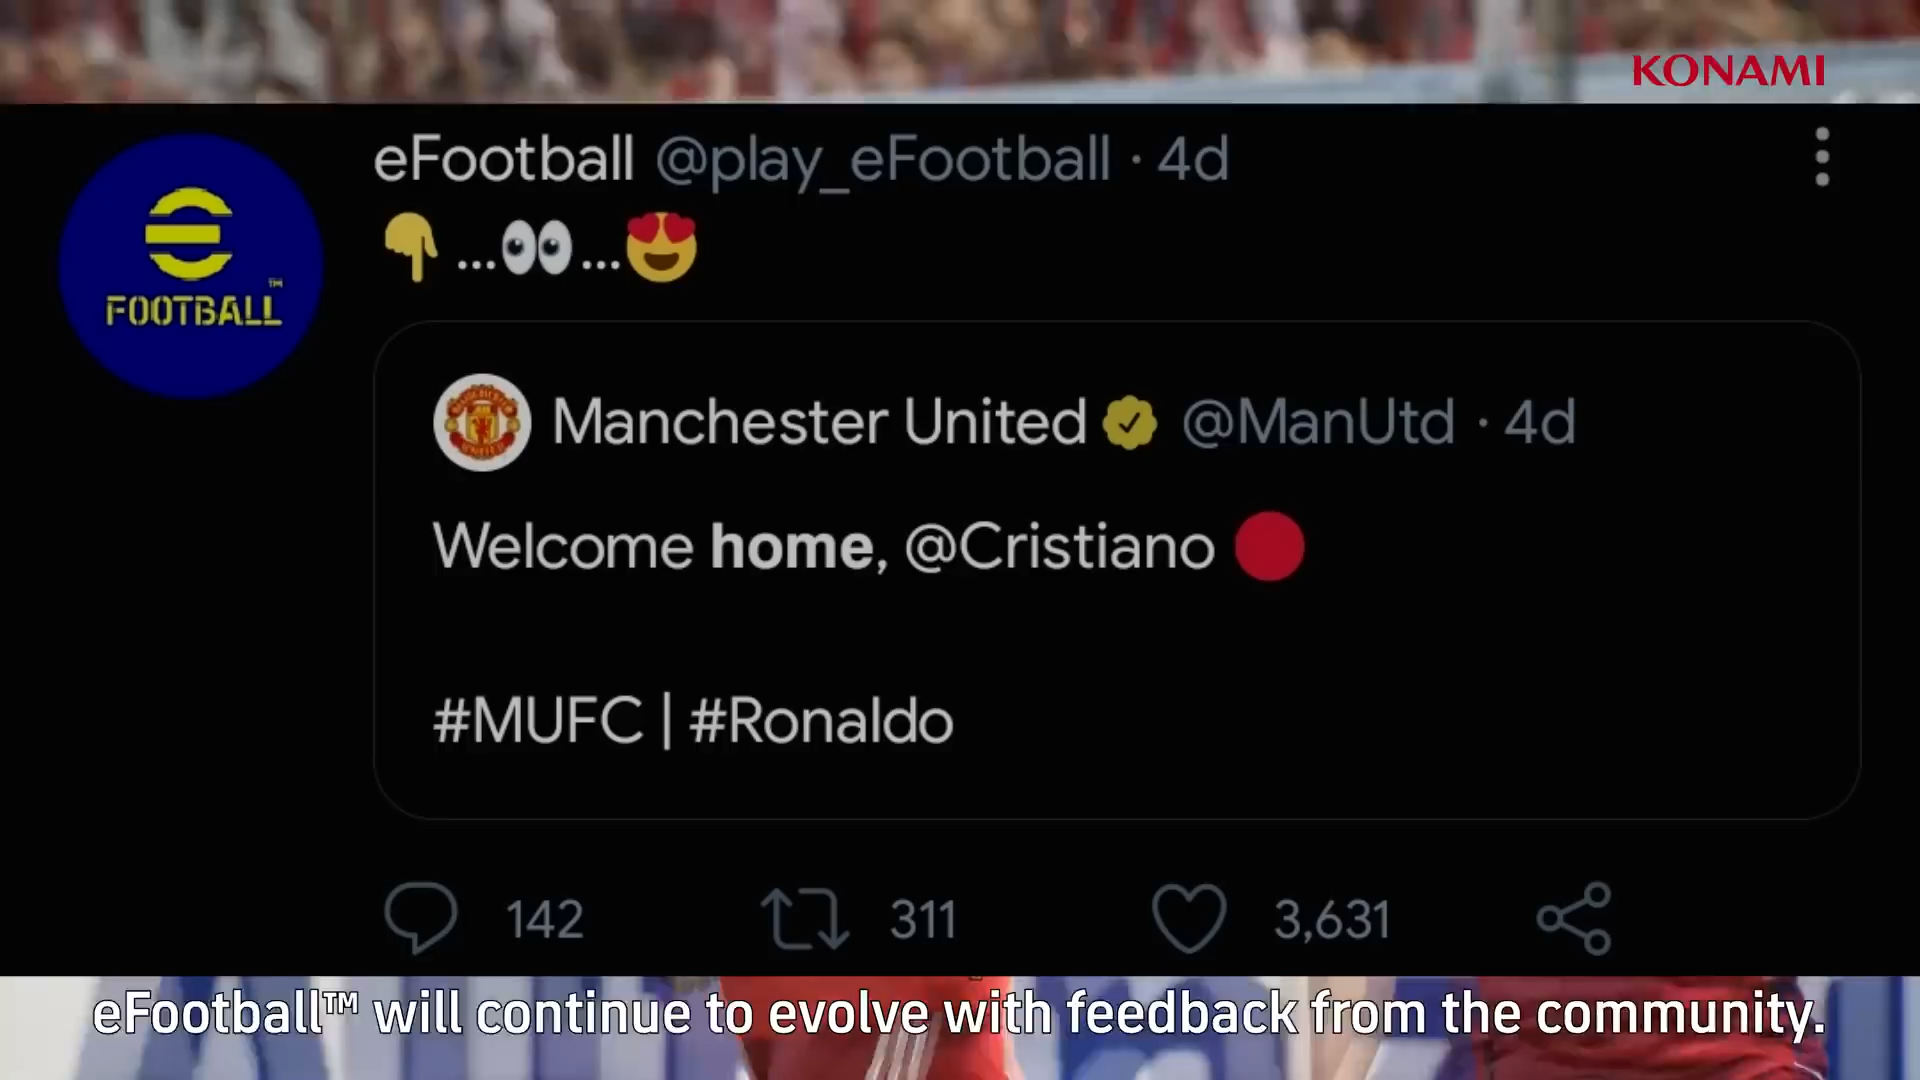 KONAMI
eFootball @play_eFootball · 4d
👇...👀...😍
FOOTBALL™
Manchester United @ManUtd · 4d
Welcome home, @Cristiano 🔴
#MUFC | #Ronaldo
142 311 3,631
eFootball™ will continue to evolve with feedback from the community.